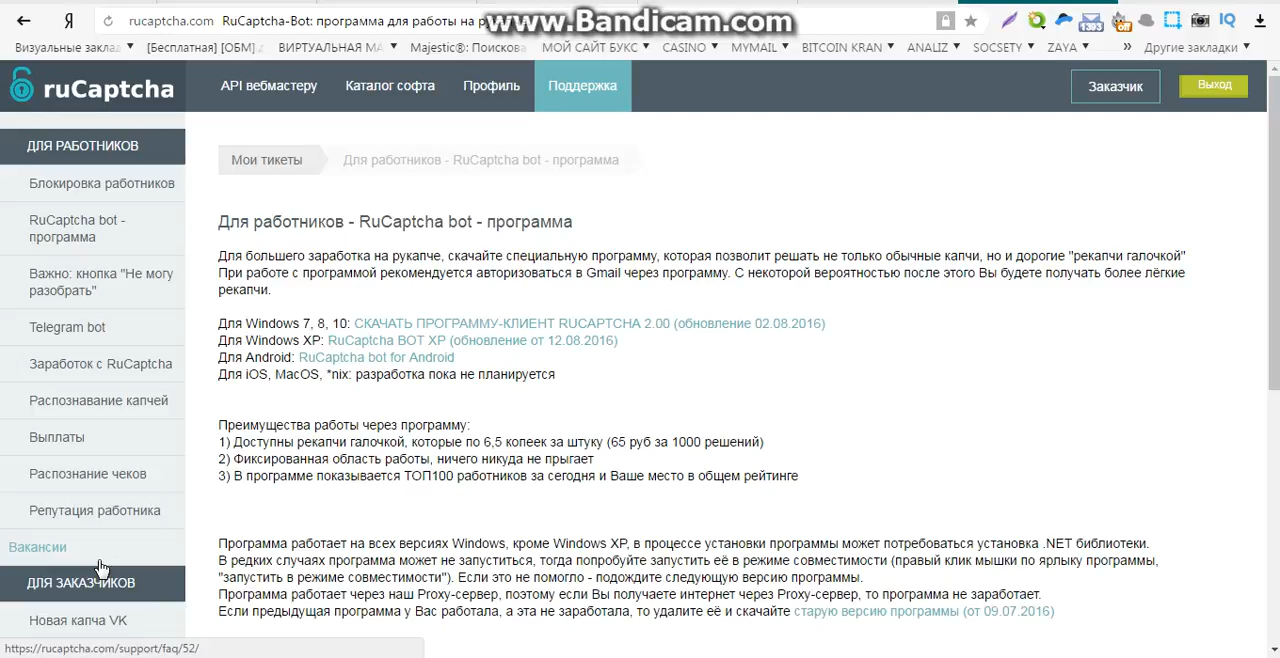 rucaptcha.com RuCaptcha-Bot: программа для работы на р
www.Bandicam.com
1393
off
IQ
Визуальные заклад
[Бесплатная] [ОБМ]
ВИРТУАЛЬНАЯ МА
Majestic®: Поискова
МОЙ САЙТ БУКС
CASINO
MYMAIL
BITCOIN KRAN
ANALIZ
SOCSETY
ZAYA
» Другие закладки
ruCaptcha
API вебмастеру
Каталог софта
Профиль
Поддержка
Заказчик
Выход
ДЛЯ РАБОТНИКОВ
Блокировка работников
RuCaptcha bot -
программа
Важно: кнопка "Не могу
разобрать"
Telegram bot
Заработок с RuCaptcha
Распознавание капчей
Выплаты
Распознание чеков
Репутация работника
Вакансии
ДЛЯ ЗАКАЗЧИКОВ
Новая капча VK
https://rucaptcha.com/support/faq/52/
Мои тикеты
Для работников - RuCaptcha bot - программа
Для работников - RuCaptcha bot - программа
Для большего заработка на рукапче, скачайте специальную программу, которая позволит решать не только обычные капчи, но и дорогие "рекапчи галочкой"
При работе с программой рекомендуется авторизоваться в Gmail через программу. С некоторой вероятностью после этого Вы будете получать более лёгкие
рекапчи.
Для Windows 7, 8, 10: СКАЧАТЬ ПРОГРАММУ-КЛИЕНТ RUCAPTCHA 2.00 (обновление 02.08.2016)
Для Windows XP: RuCaptcha BOT XP (обновление от 12.08.2016)
Для Android: RuCaptcha bot for Android
Для iOS, MacOS, *nix: разработка пока не планируется
Преимущества работы через программу:
1) Доступны рекапчи галочкой, которые по 6,5 копеек за штуку (65 руб за 1000 решений)
2) Фиксированная область работы, ничего никуда не прыгает
3) В программе показывается ТОП100 работников за сегодня и Ваше место в общем рейтинге
Программа работает на всех версиях Windows, кроме Windows XP, в процессе установки программы может потребоваться установка .NET библиотеки.
В редких случаях программа может не запуститься, тогда попробуйте запустить её в режиме совместимости (правый клик мышки по ярлыку программы,
"запустить в режиме совместимости"). Если это не помогло - подождите следующую версию программы.
Программа работает через наш Proxy-сервер, поэтому если Вы получаете интернет через Proxy-сервер, то программа не заработает.
Если предыдущая программа у Вас работала, а эта не заработала, то удалите её и скачайте старую версию программы (от 09.07.2016)